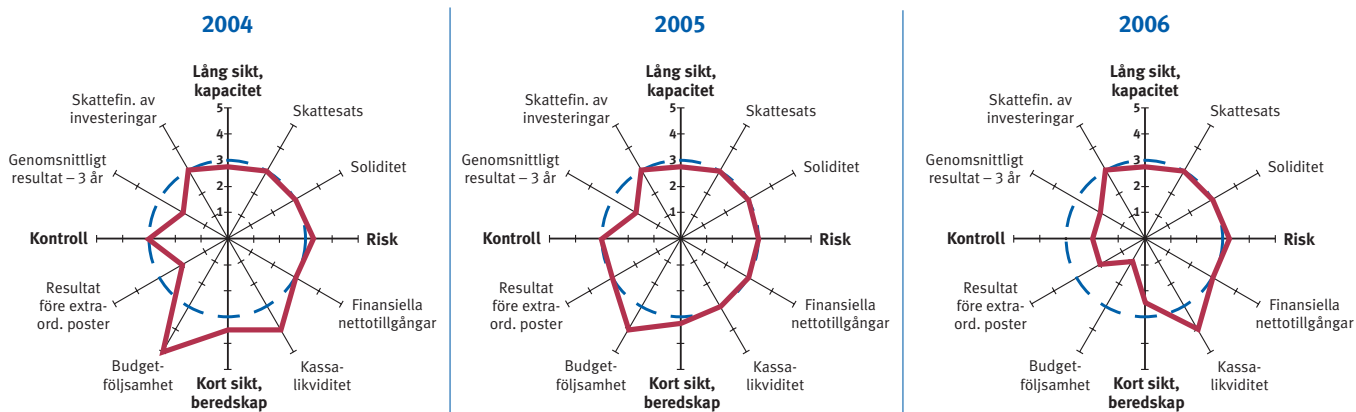 2004
Lång sikt,
kapacitet
Skattefin. av
investeringar
Skattesats
Genomsnittligt
resultat – 3 år
Soliditet
5
4
3
2
1
Kontroll
Risk
Resultat
före extra-
ord. poster
Finansiella
nettotillgångar
Budget-
följsamhet
Kassa-
likviditet
Kort sikt,
beredskap
2005
Lång sikt,
kapacitet
Skattefin. av
investeringar
Skattesats
Genomsnittligt
resultat – 3 år
Soliditet
5
4
3
2
1
Kontroll
Risk
Resultat
före extra-
ord. poster
Finansiella
nettotillgångar
Budget-
följsamhet
Kassa-
likviditet
Kort sikt,
beredskap
2006
Lång sikt,
kapacitet
Skattefin. av
investeringar
Skattesats
Genomsnittligt
resultat – 3 år
Soliditet
5
4
3
2
1
Kontroll
Risk
Resultat
före extra-
ord. poster
Finansiella
nettotillgångar
Budget-
följsamhet
Kassa-
likviditet
Kort sikt,
beredskap